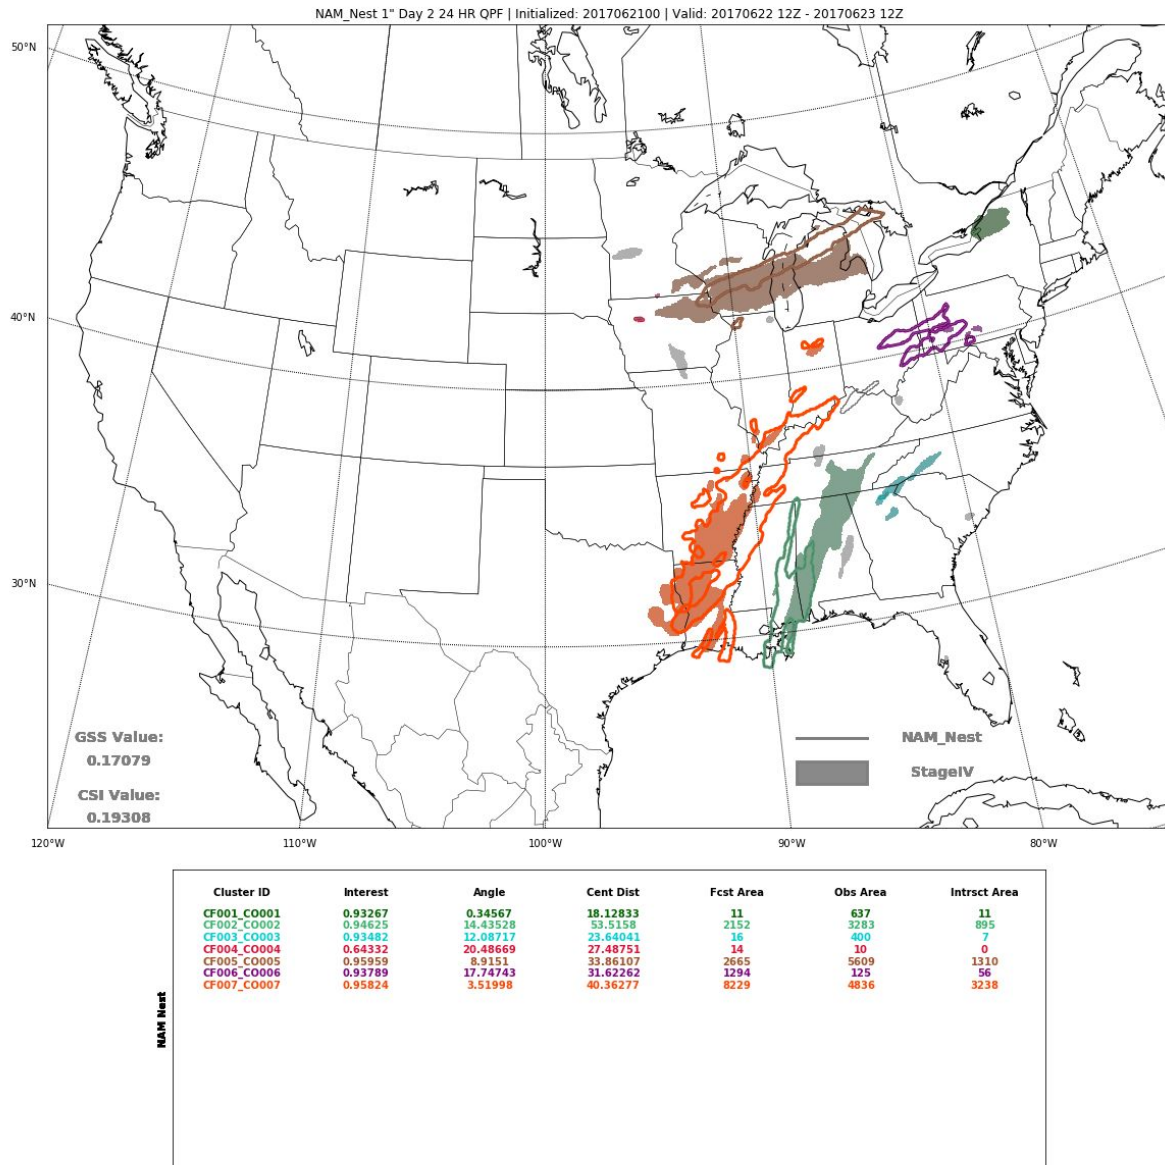 NAM_Nest 1" Day 2 24 HR QPF | Initialized: 2017062100 | Valid: 20170622 12Z - 20170623 12Z
50°N
40°N
30°N
GSS Value:
0.17079
CSI Value:
0.19308
NAM_Nest
StageIV
120°W 110°W 100°W 90°W 80°W
Cluster ID Interest Angle Cent Dist Fcst Area Obs Area Intrsct Area
CF001_CO001 0.93267 0.34567 18.12833 11 637 11
CF002_CO002 0.94625 14.43528 53.5158 2152 3283 895
CF003_CO003 0.93482 12.08717 23.64041 16 400 7
CF004_CO004 0.64332 20.48669 27.48751 14 10 0
CF005_CO005 0.95959 8.9151 33.86107 2665 5609 1310
CF006_CO006 0.93789 17.74743 31.62262 1294 125 56
CF007_CO007 0.95824 3.51998 40.36277 8229 4836 3238
NAM Nest